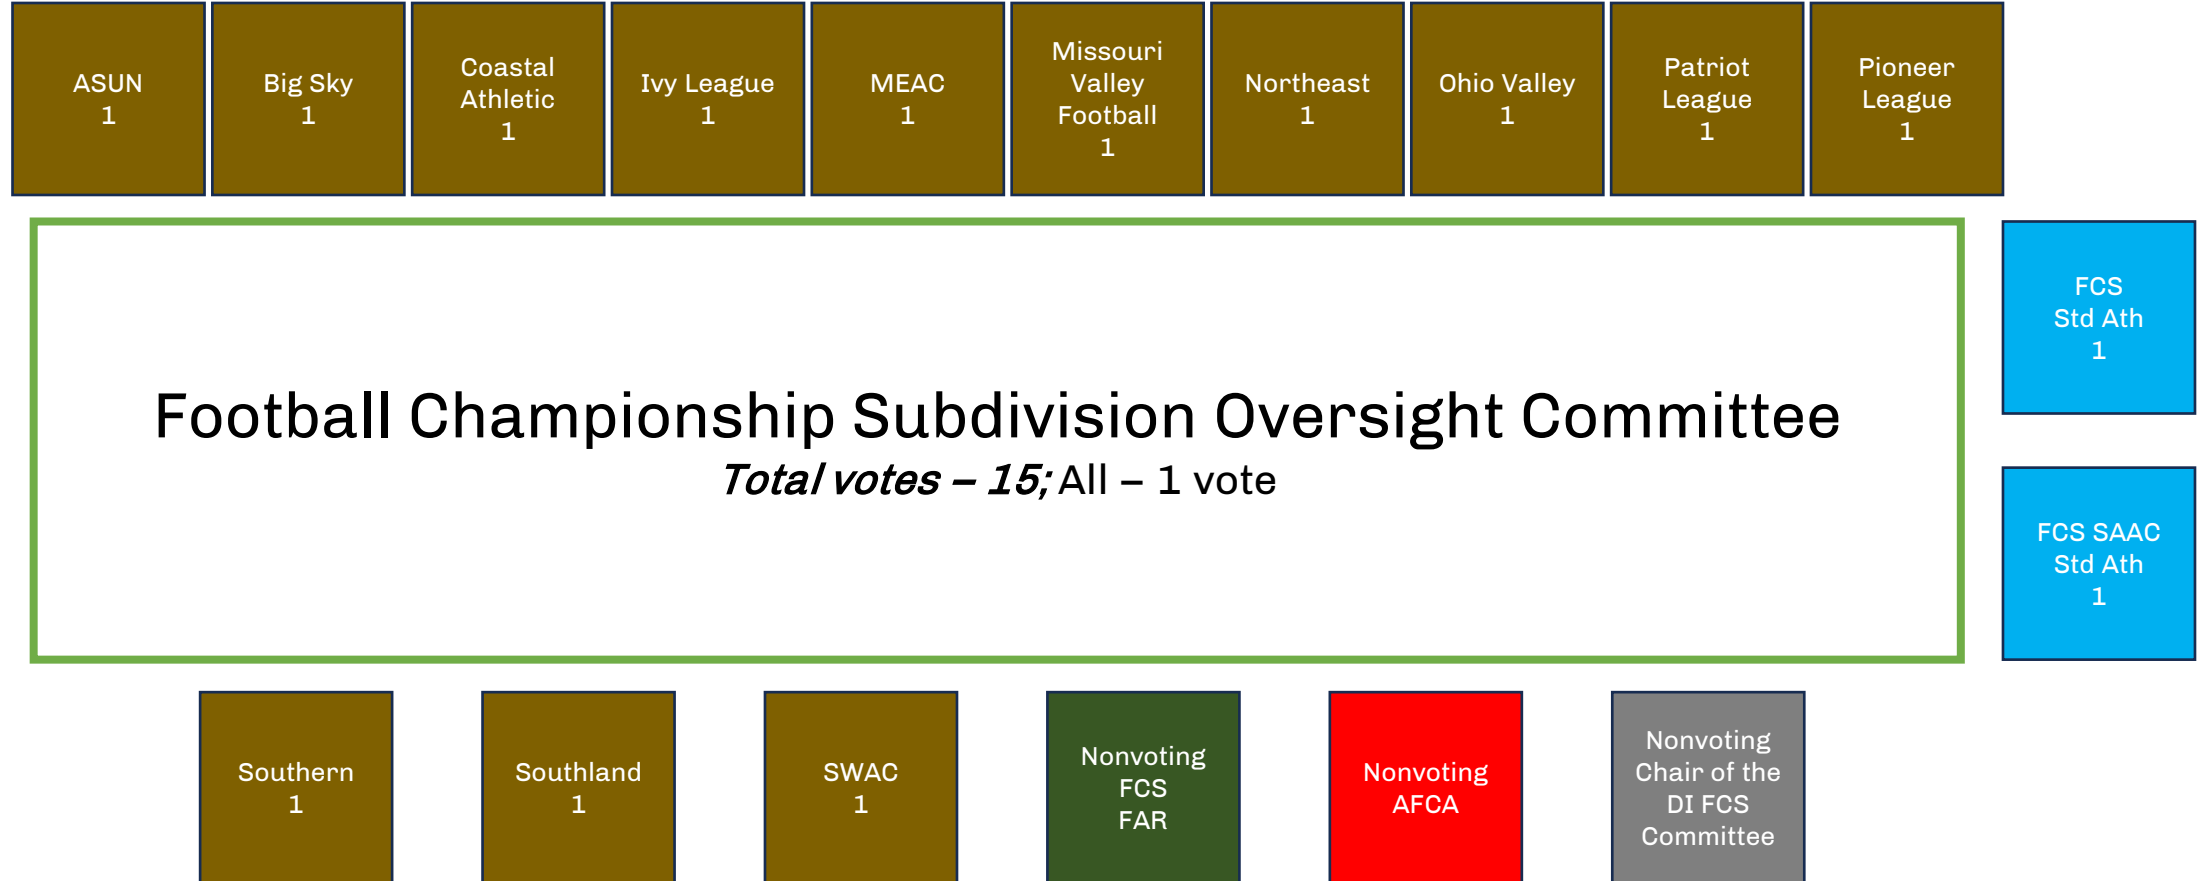 ASUN
1
Big Sky
1
Coastal
Athletic
1
Ivy League
1
MEAC
1
Missouri
Valley
Football
1
Northeast
1
Ohio Valley
1
Patriot
League
1
Pioneer
League
1
FCS
Std Ath
1
Football Championship Subdivision Oversight Committee
Total votes – 15; All – 1 vote
FCS SAAC
Std Ath
1
Southern
1
Southland
1
SWAC
1
Nonvoting
FCS
FAR
Nonvoting
AFCA
Nonvoting
Chair of the
DI FCS
Committee